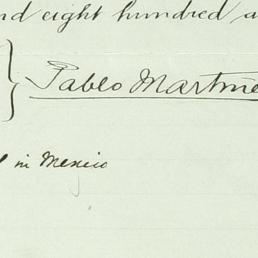 nd eight hundred a
Pablo Martine
in Mexico